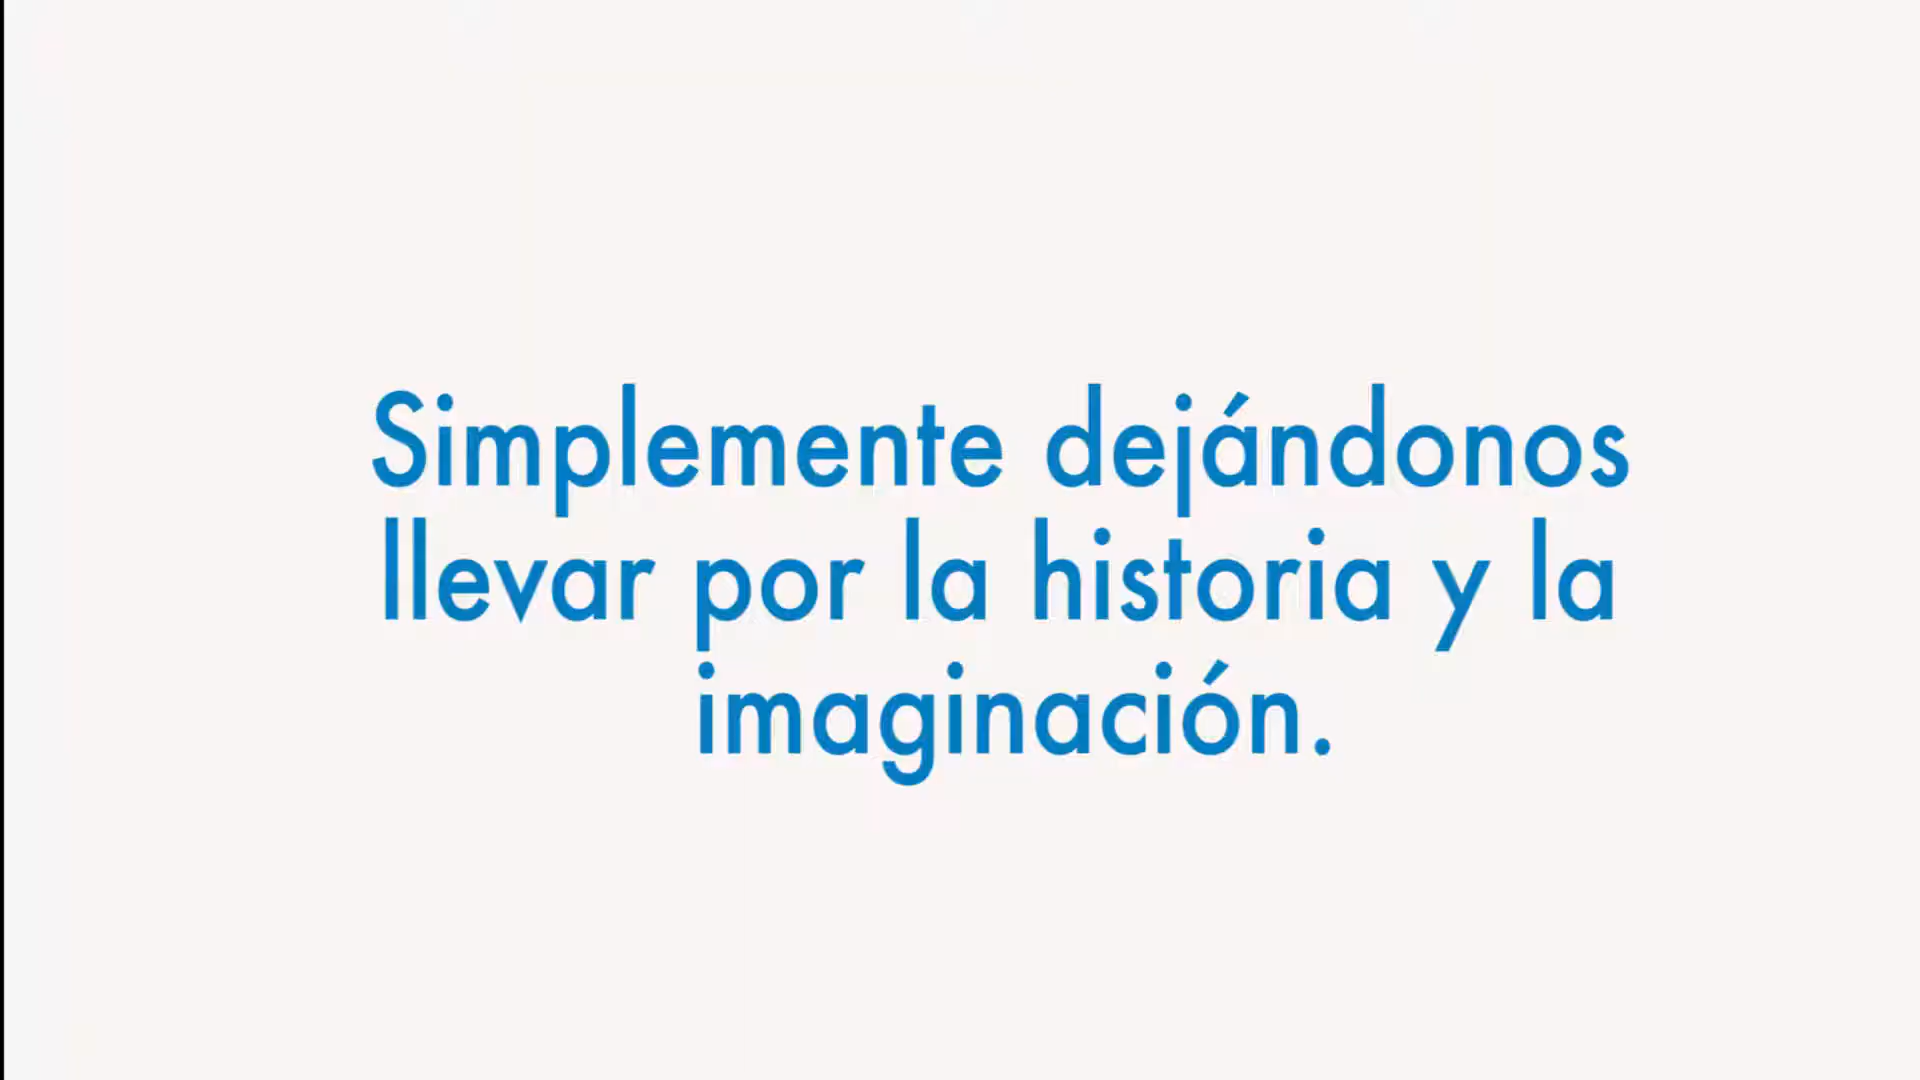 Simplemente dejándonos
llevar por la historia y la
imaginación.